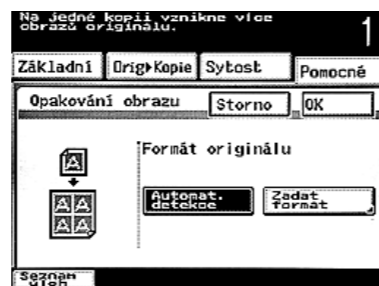 Na jedné kopii vznikne více
obrazů originálu.
1
Základní
Orig▸Kopie
Sytost
Pomocné
Opakování obrazu
Storno
OK
Formát originálu
Automat.
detekce
Zadat
formát
A
A A
A A
Seznam
úloh